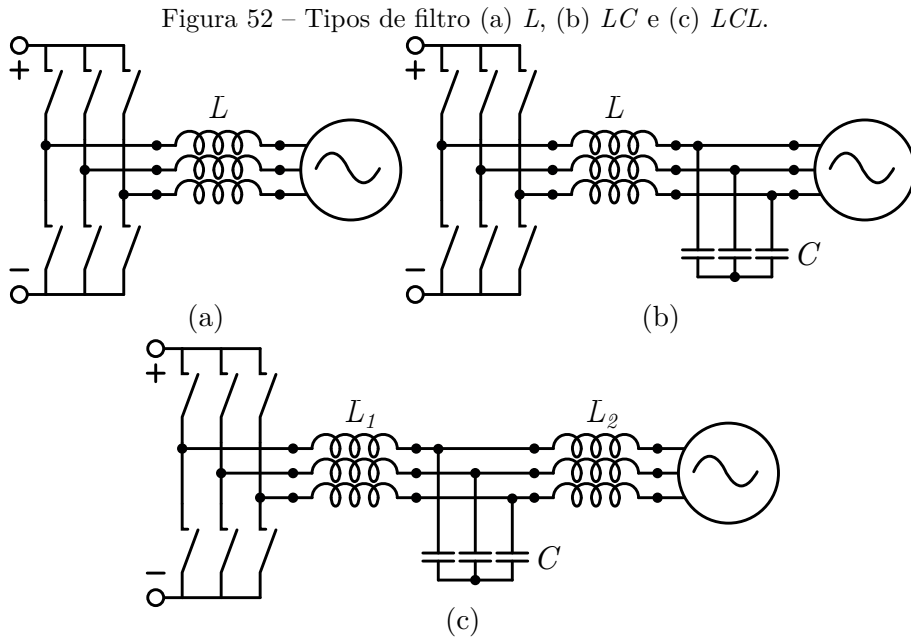 Figura 52 – Tipos de filtro (a) L, (b) LC e (c) LCL.
+
L
−
(a)
+
L
C
−
(b)
+
L1
L2
C
−
(c)